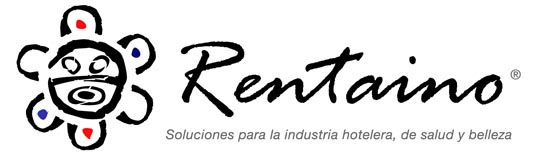 Rentaino®
Soluciones para la industria hotelera, de salud y belleza